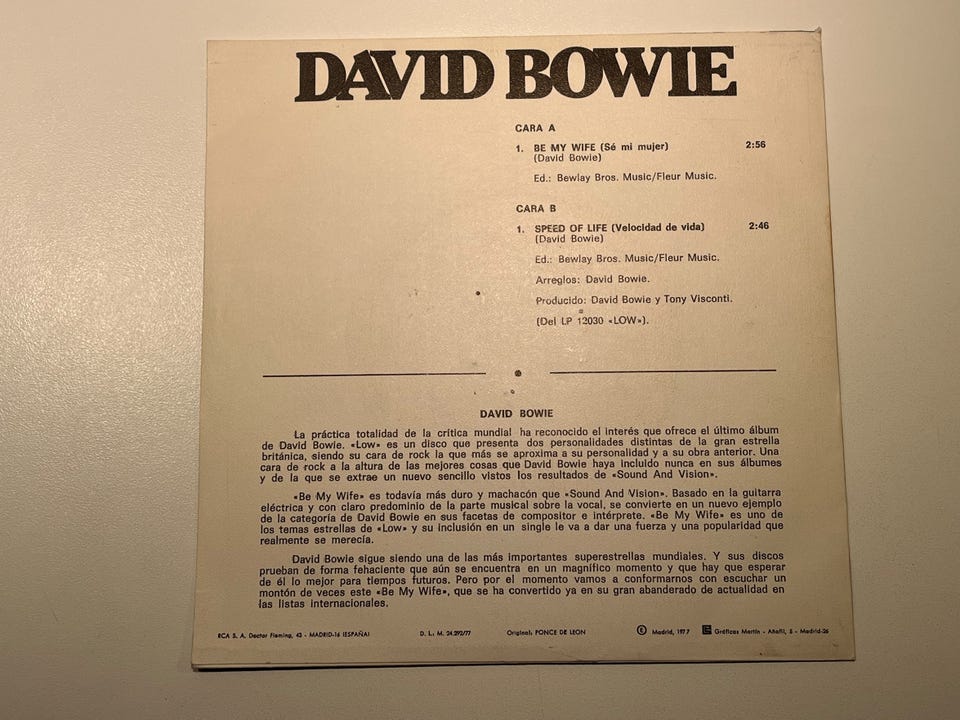 DAVID BOWIE
CARA A
1. BE MY WIFE (Sé mi mujer) 2:56
(David Bowie)
Ed.: Bewlay Bros. Music/Fleur Music.
CARA B
1. SPEED OF LIFE (Velocidad de vida) 2:46
(David Bowie)
Ed.: Bewlay Bros. Music/Fleur Music.
Arreglos: David Bowie.
Producido: David Bowie y Tony Visconti.
(Del LP 12030 «LOW»).
DAVID BOWIE
La práctica totalidad de la crítica mundial ha reconocido el interés que ofrece el último álbum
de David Bowie. «Low» es un disco que presenta dos personalidades distintas de la gran estrella
británica, siendo su cara de rock la que más se aproxima a su personalidad y a su obra anterior. Una
cara de rock a la altura de las mejores cosas que David Bowie haya incluido nunca en sus álbumes
y de la que se extrae un nuevo sencillo vistos los resultados de «Sound And Vision».
«Be My Wife» es todavía más duro y machacón que «Sound And Vision». Basado en la guitarra
eléctrica y con claro predominio de la parte musical sobre la vocal, se convierte en un nuevo ejemplo
de la categoría de David Bowie en sus facetas de compositor e intérprete. «Be My Wife» es uno de
los temas estrellas de «Low» y su inclusión en un single le va a dar una fuerza y una popularidad que
realmente se merecía.
David Bowie sigue siendo una de las más importantes superestrellas mundiales. Y sus discos
prueban de forma fehaciente que aún se encuentra en un magnífico momento y que hay que esperar
de él lo mejor para tiempos futuros. Pero por el momento vamos a conformarnos con escuchar un
montón de veces este «Be My Wife», que se ha convertido ya en su gran abanderado de actualidad en
las listas internacionales.
RCA S. A. Doctor Fleming, 43 - MADRID-16 (ESPAÑA) D. L. M. 24.292/77 Original: PONCE DE LEON Madrid, 1977 Gráficas Martín - Añafil, 5 - Madrid-26